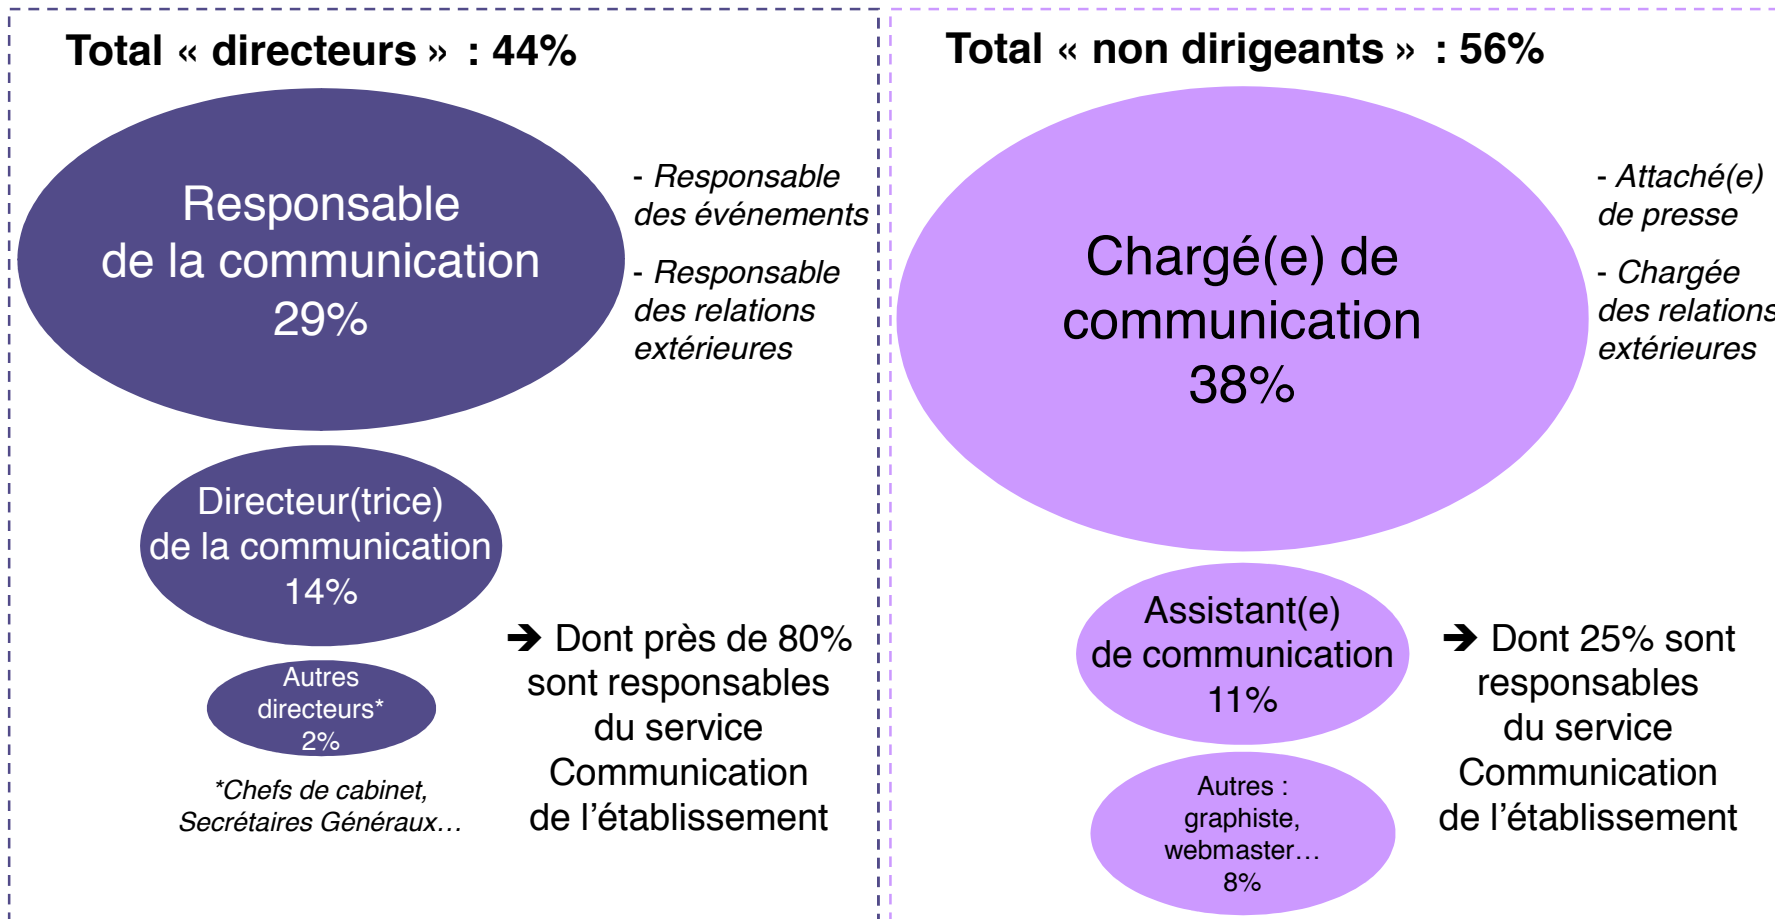 Total « directeurs » : 44%
Responsable
de la communication
29%
- Responsable
des événements
- Responsable
des relations
extérieures
Directeur(trice)
de la communication
14%
Autres
directeurs*
2%
*Chefs de cabinet,
Secrétaires Généraux…
➔ Dont près de 80%
sont responsables
du service
Communication
de l’établissement
Total « non dirigeants » : 56%
Chargé(e) de
communication
38%
- Attaché(e)
de presse
- Chargée
des relations
extérieures
Assistant(e)
de communication
11%
Autres :
graphiste,
webmaster…
8%
➔ Dont 25% sont
responsables
du service
Communication
de l’établissement